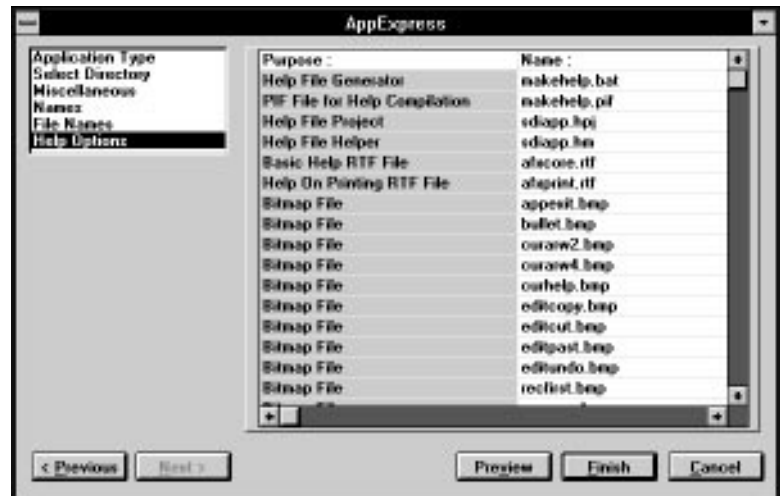 AppExpress
Application Type
Select Directory
Miscellaneous
Names
File Names
Help Options
Purpose : Name :
Help File Generator makehelp.bat
PIF File for Help Compilation makehelp.pif
Help File Project sdiapp.hpj
Help File Helper sdiapp.hm
Basic Help RTF File afxcore.rtf
Help On Printing RTF File afxprint.rtf
Bitmap File appexit.bmp
Bitmap File bullet.bmp
Bitmap File curarw2.bmp
Bitmap File curarw4.bmp
Bitmap File curhelp.bmp
Bitmap File editcopy.bmp
Bitmap File editcut.bmp
Bitmap File editpast.bmp
Bitmap File editundo.bmp
Bitmap File recfirst.bmp
< Previous Next > Preview Finish Cancel